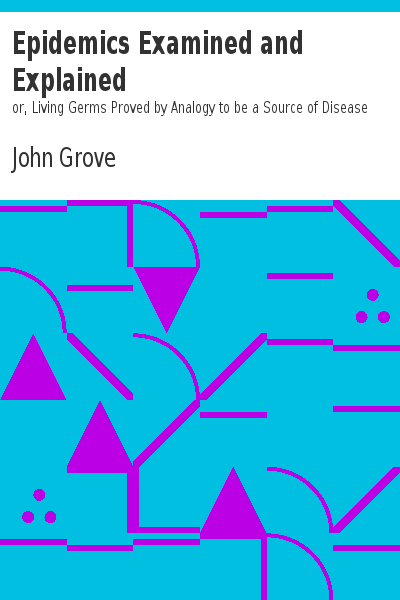 Epidemics Examined and
Explained
or, Living Germs Proved by Analogy to be a Source of Disease
John Grove